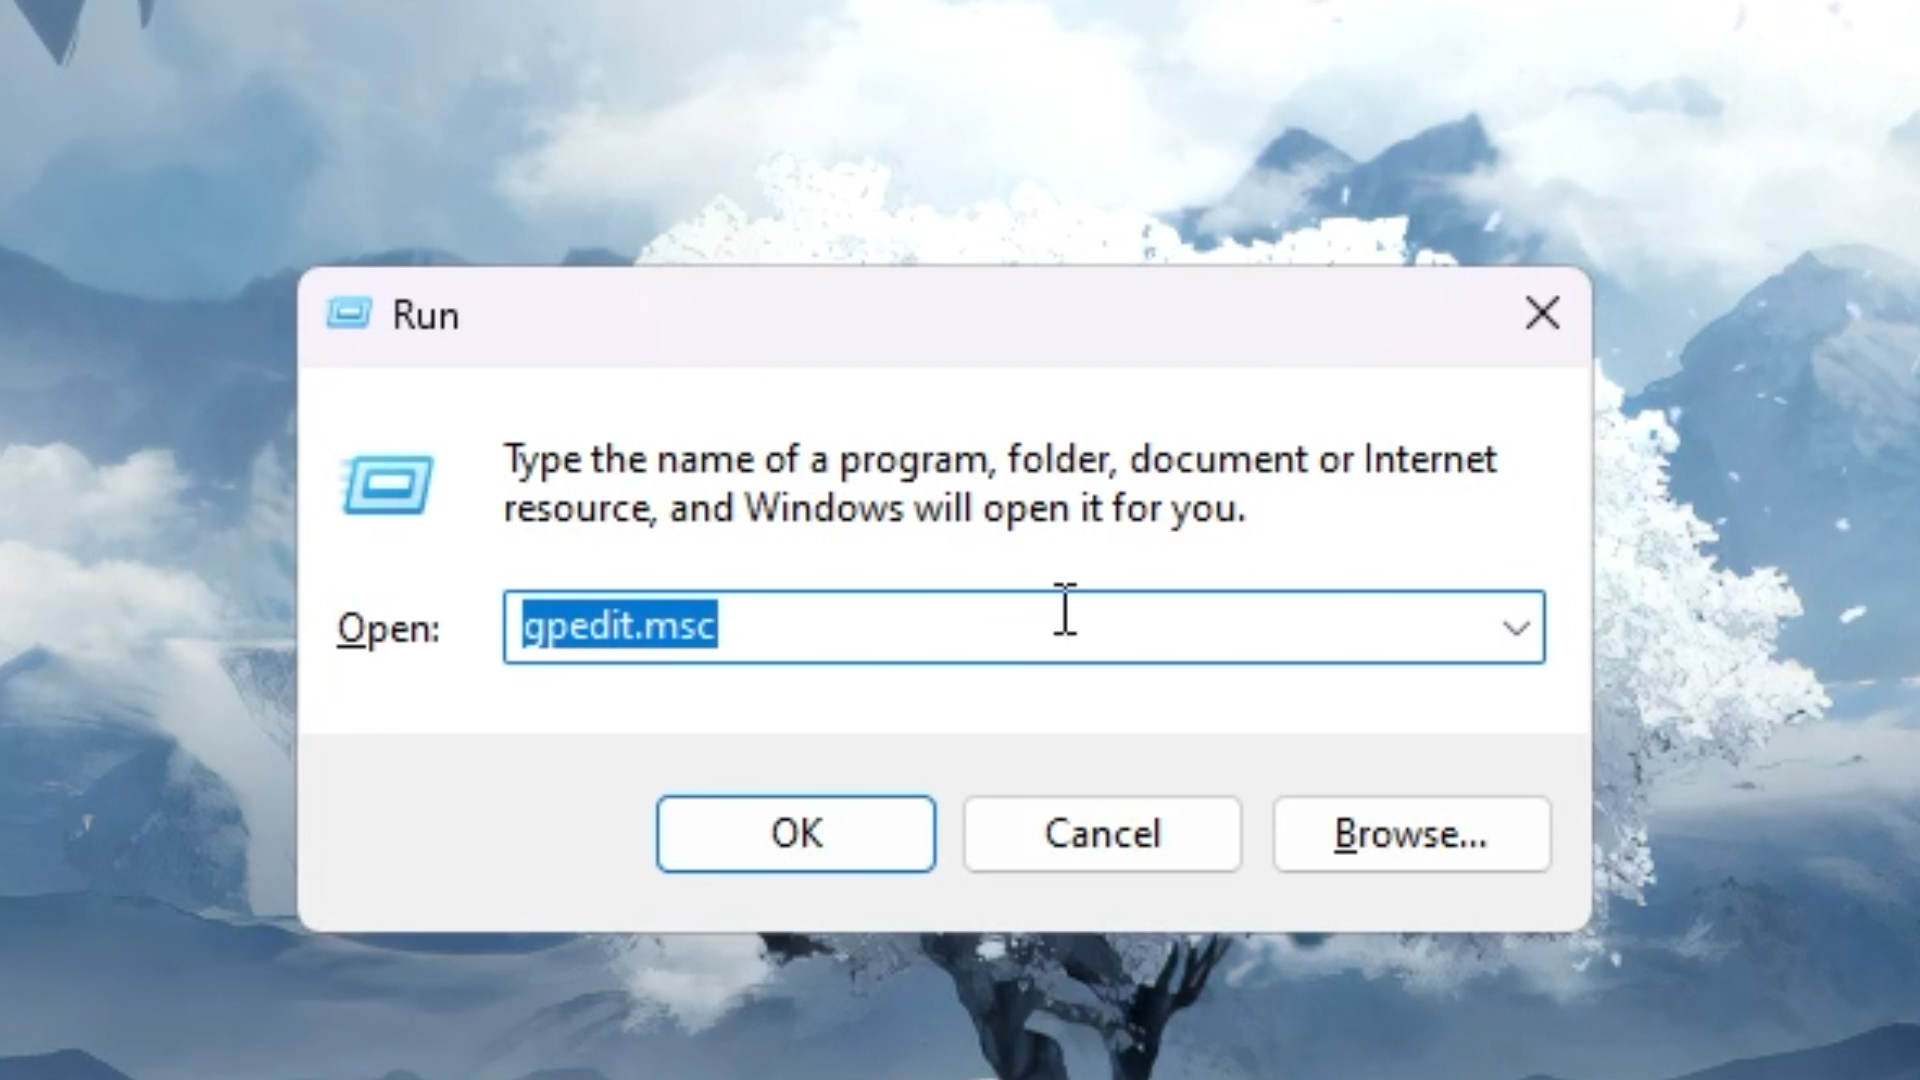 Run
Type the name of a program, folder, document or Internet
resource, and Windows will open it for you.
Open:
gpedit.msc
OK
Cancel
Browse...